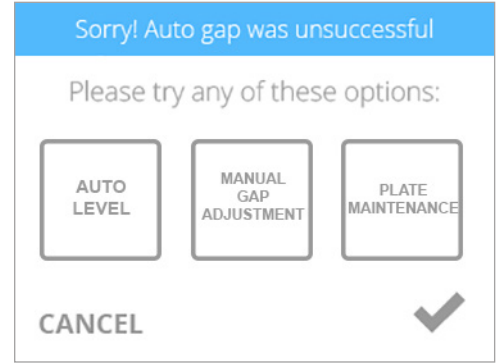 Sorry! Auto gap was unsuccessful
Please try any of these options:
AUTO
LEVEL
MANUAL
GAP
ADJUSTMENT
PLATE
MAINTENANCE
CANCEL